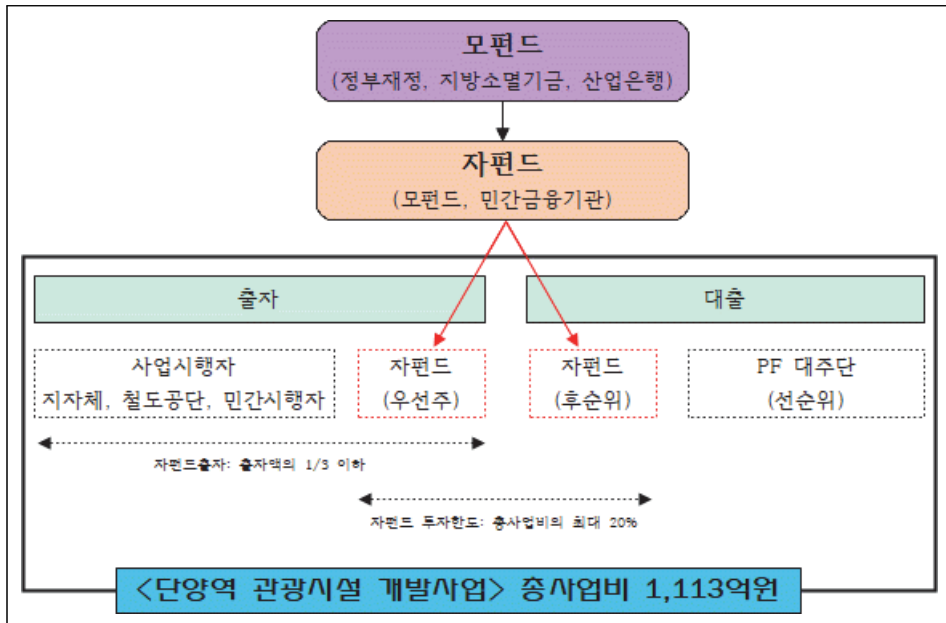 모펀드
(정부재정, 지방소멸기금, 산업은행)
자펀드
(모펀드, 민간금융기관)
출자
대출
사업시행자
지자체, 철도공단, 민간시행자
자펀드
(우선주)
자펀드
(후순위)
PF 대주단
(선순위)
자펀드출자: 출자액의 1/3 이하
자펀드 투자한도: 총사업비의 최대 20%
<단양역 관광시설 개발사업> 총사업비 1,113억원